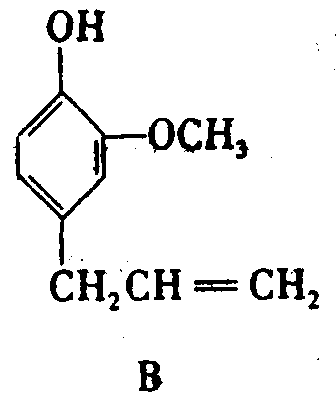 OH
OCH₃
CH₂CH=CH₂
B